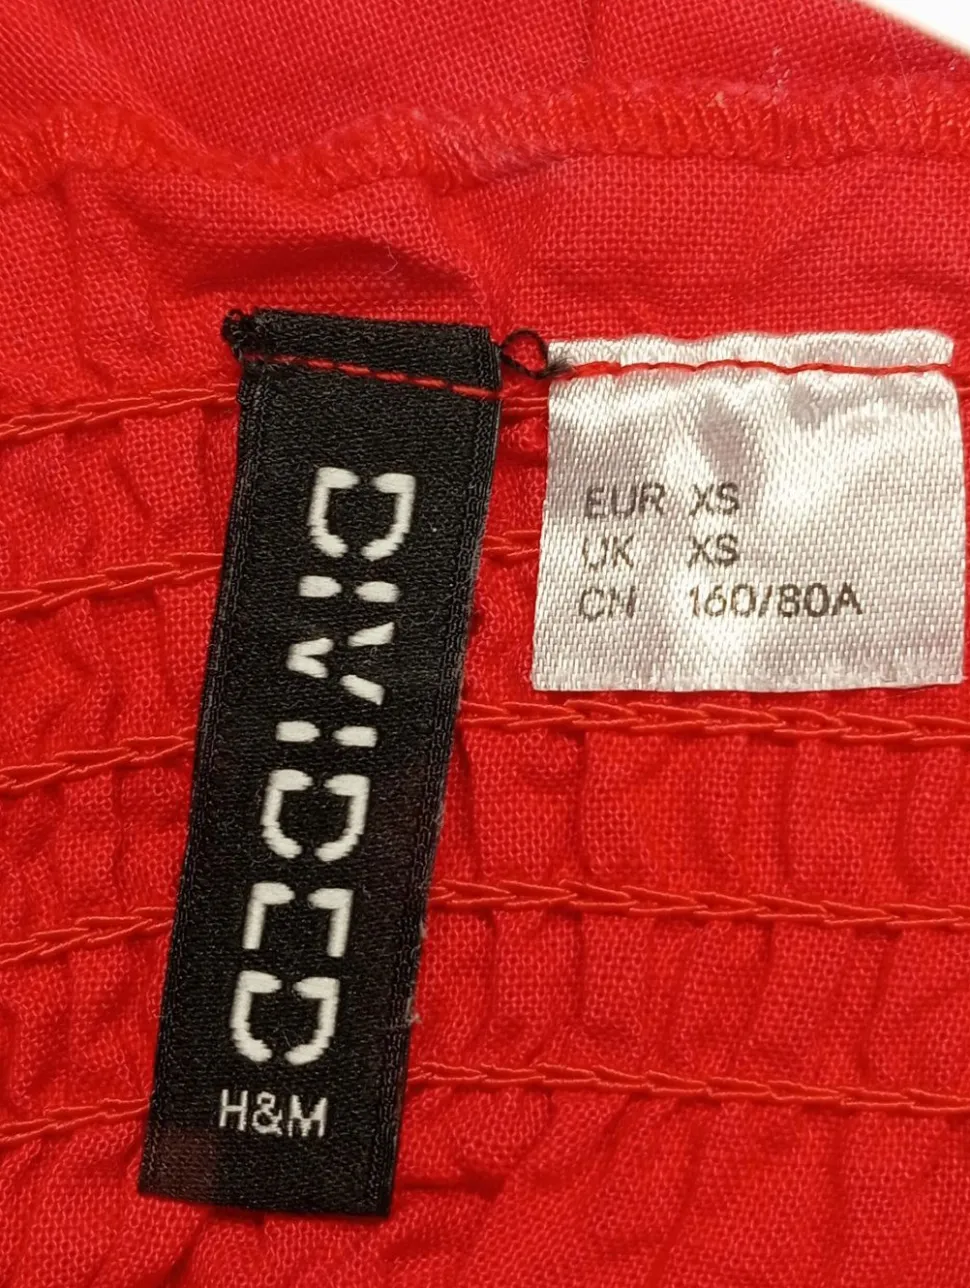 DIVIDED
H&M
EUR XS
UK XS
CN 160/80A